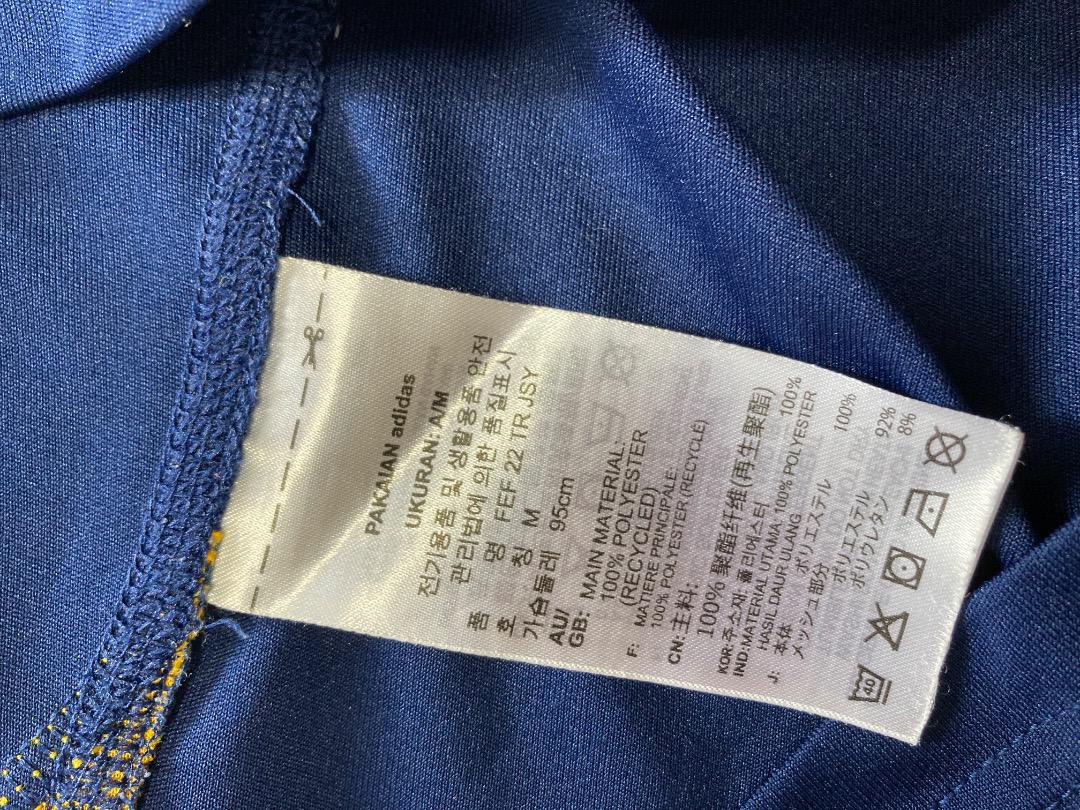 PAKAIAN adidas
UKURAN: A/M
전기용품 및 생활용품 안전
관리법에 의한 품질표시
품 명 FEF 22 TR JSY
호 칭 M
가슴둘레 95cm
AU/
GB: MAIN MATERIAL:
100% POLYESTER
(RECYCLED)
F: MATIERE PRINCIPALE:
100% POLYESTER (RECYCLE)
CN: 主料:
100% 聚酯纤维(再生聚酯)
KOR: 주소재: 폴리에스터 100%
IND: MATERIAL UTAMA 100% POLYESTER
HASIL DAUR ULANG
J: 本体 ポリエステル 100%
メッシュ部分 ポリエステル 92%
ポリウレタン 8%
40